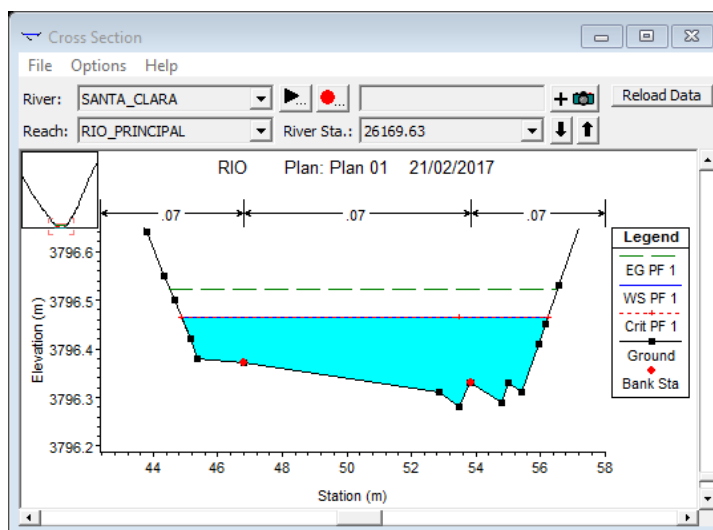 Cross Section
File Options Help
River: SANTA_CLARA ... ... Reload Data
Reach: RIO_PRINCIPAL River Sta.: 26169.63
RIO Plan: Plan 01 21/02/2017
.07 .07 .07
Legend
EG PF 1
WS PF 1
Crit PF 1
Ground
Bank Sta
Elevation (m)
3796.6
3796.5
3796.4
3796.3
3796.2
44 46 48 50 52 54 56 58
Station (m)